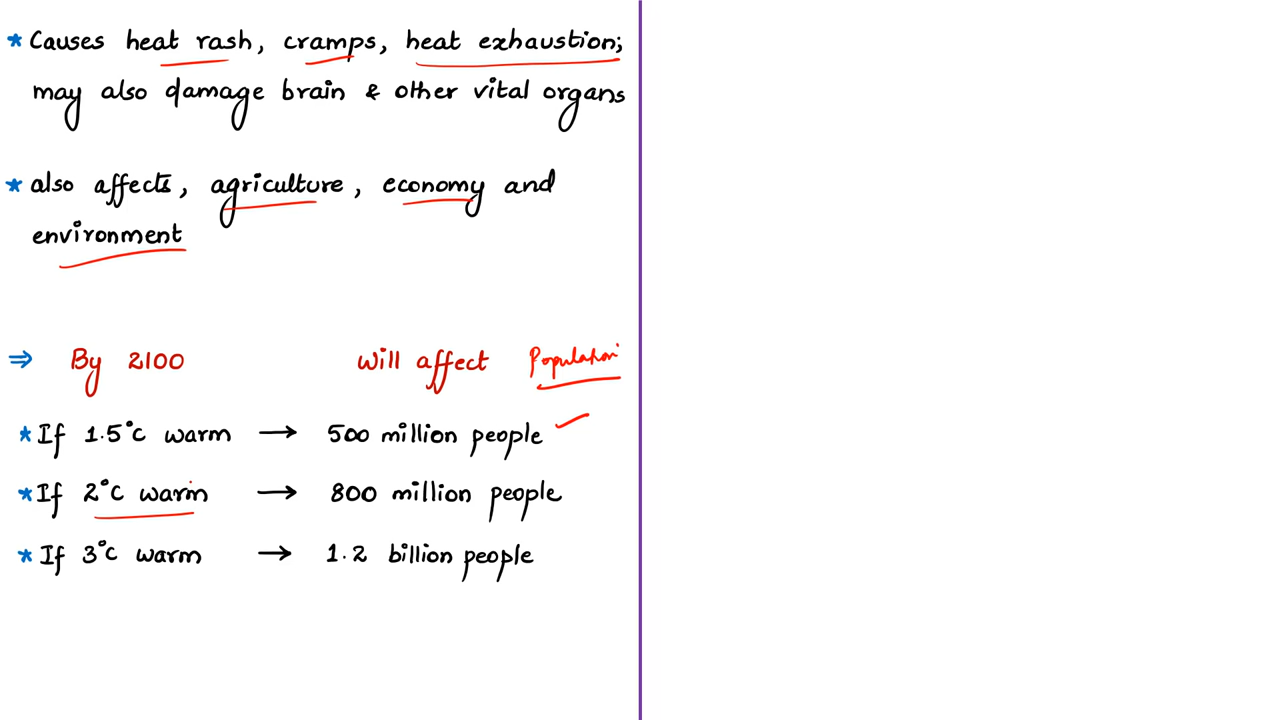 * Causes heat rash, cramps, heat exhaustion;
may also damage brain & other vital organs
* also affects, agriculture, economy and
environment
⇒ By 2100 Will affect Population
* If 1.5°C warm → 500 million people ✓
* If 2°C warm → 800 million people
* If 3°C warm → 1.2 billion people